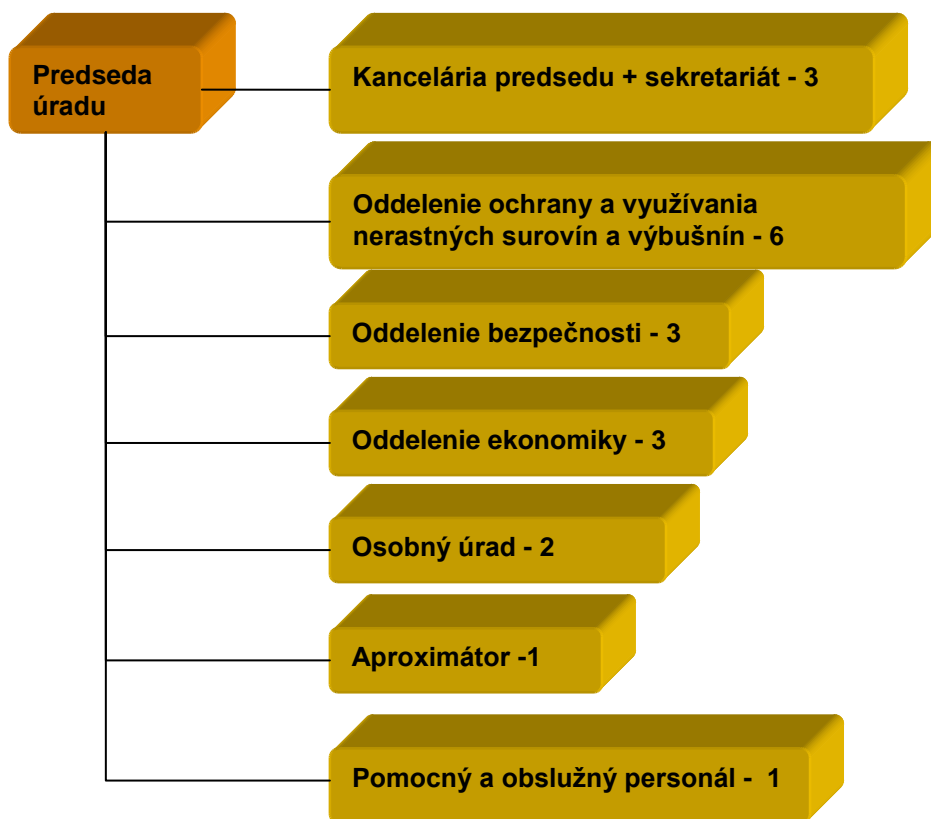 Predseda
úradu
Kancelária predsedu + sekretariát - 3
Oddelenie ochrany a využívania
nerastných surovín a výbušnín - 6
Oddelenie bezpečnosti - 3
Oddelenie ekonomiky - 3
Osobný úrad - 2
Aproximátor -1
Pomocný a obslužný personál -  1